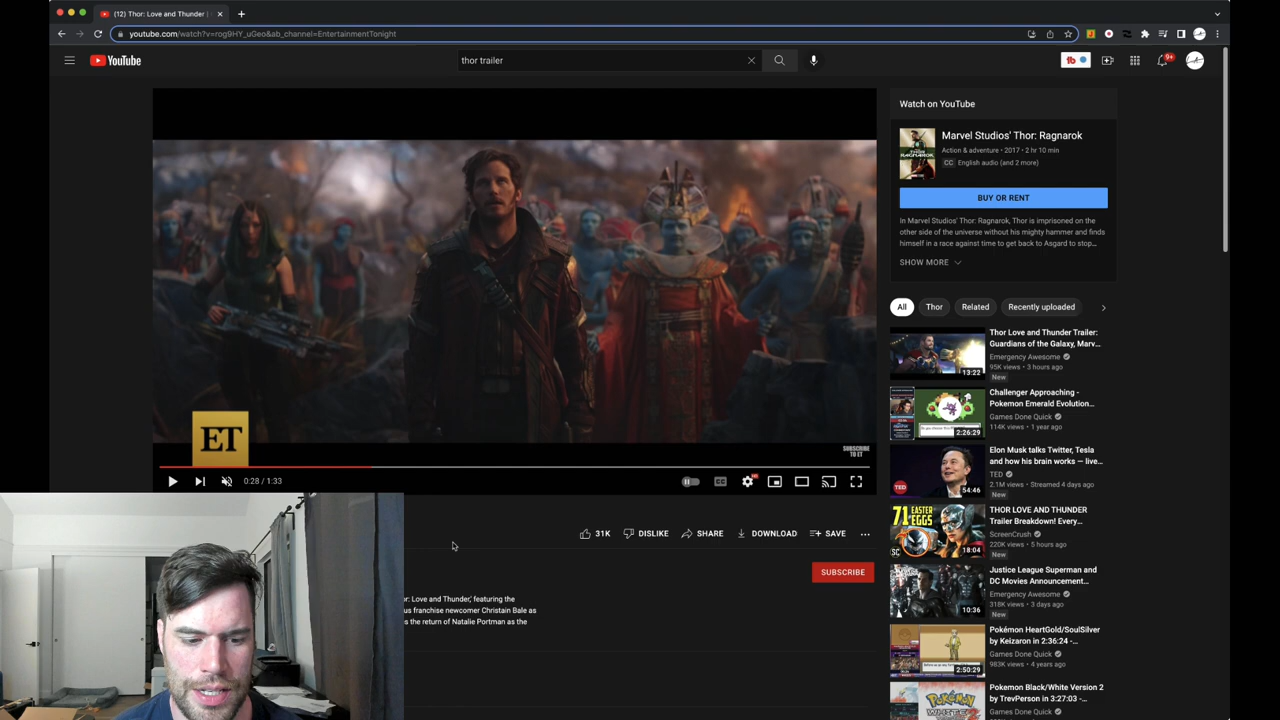 (12) Thor: Love and Thunder |
youtube.com/watch?v=rog9HY_uGeo&ab_channel=EntertainmentTonight
YouTube
thor trailer
9+
ET
SUBSCRIBE
TO ET
0:28 / 1:33
CC
HD
31K
DISLIKE
SHARE
DOWNLOAD
SAVE
SUBSCRIBE
or: Love and Thunder,' featuring the
us franchise newcomer Christain Bale as
s the return of Natalie Portman as the
Watch on YouTube
THOR
RAGNAROK
Marvel Studios' Thor: Ragnarok
Action & adventure • 2017 • 2 hr 10 min
CC English audio (and 2 more)
BUY OR RENT
In Marvel Studios' Thor: Ragnarok, Thor is imprisoned on the
other side of the universe without his mighty hammer and finds
himself in a race against time to get back to Asgard to stop...
SHOW MORE
All
Thor
Related
Recently uploaded
13:22
Thor Love and Thunder Trailer:
Guardians of the Galaxy, Marv...
Emergency Awesome
95K views • 3 hours ago
New
2:26:29
Challenger Approaching -
Pokemon Emerald Evolution...
Games Done Quick
114K views • 1 year ago
TED
54:46
Elon Musk talks Twitter, Tesla
and how his brain works — live...
TED
2.1M views • Streamed 4 days ago
New
71 EASTER
EGGS
18:04
THOR LOVE AND THUNDER
Trailer Breakdown! Every...
ScreenCrush
220K views • 5 hours ago
New
10:36
Justice League Superman and
DC Movies Announcement...
Emergency Awesome
318K views • 3 days ago
New
2:50:29
Pokémon HeartGold/SoulSilver
by Keizaron in 2:36:24 -...
Games Done Quick
983K views • 4 years ago
POKéMON
Pokemon Black/White Version 2
by TrevPerson in 3:27:03 -...
Games Done Quick